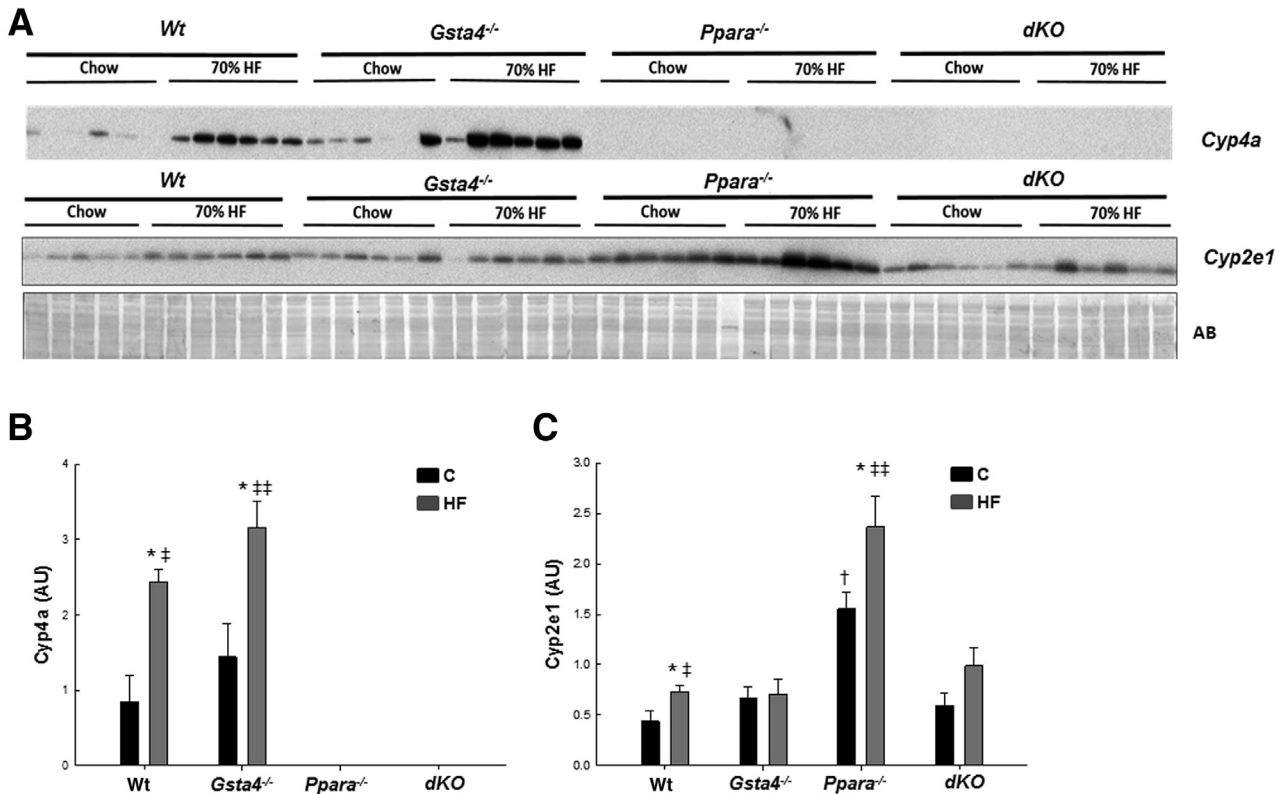 A
Wt Gsta4-/- Ppara-/- dKO
Chow 70% HF Chow 70% HF Chow 70% HF Chow 70% HF
Cyp4a
Wt Gsta4-/- Ppara-/- dKO
Chow 70% HF Chow 70% HF Chow 70% HF Chow 70% HF
Cyp2e1
AB
B
Cyp4a (AU)
4
3
2
1
0
C
HF
* ‡
* ‡‡
Wt Gsta4-/- Ppara-/- dKO
C
Cyp2e1 (AU)
3.0
2.5
2.0
1.5
1.0
0.5
0
C
HF
* ‡
†
* ‡‡
Wt Gsta4-/- Ppara-/- dKO